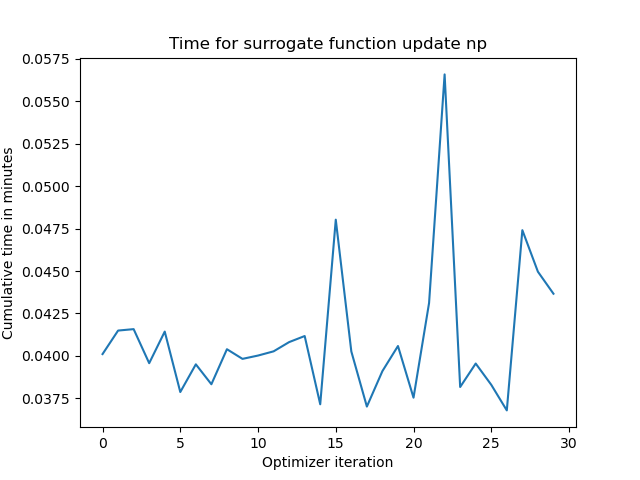 Time for surrogate function update np
Cumulative time in minutes
0.0575
0.0550
0.0525
0.0500
0.0475
0.0450
0.0425
0.0400
0.0375
0 5 10 15 20 25 30
Optimizer iteration